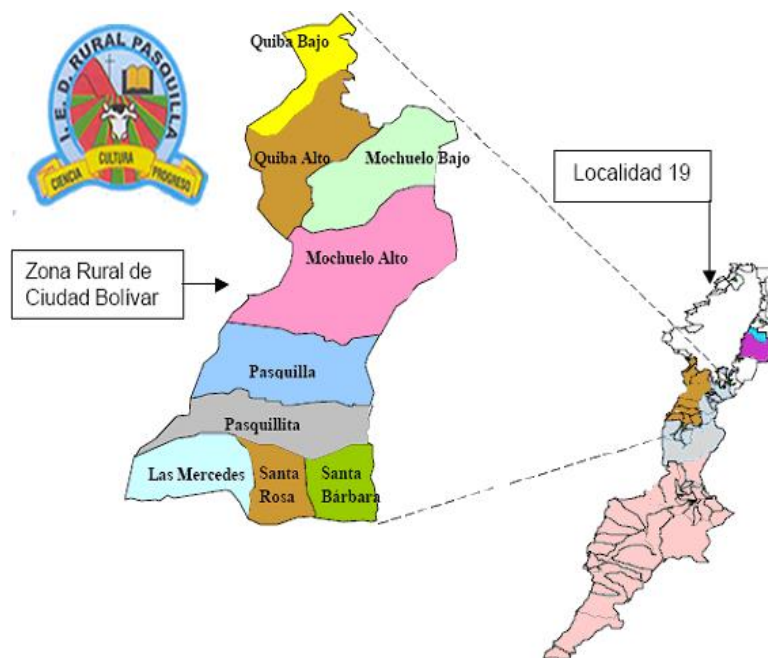 I. E. D. RURAL PASQUILLA
CIENCIA
CULTURA
PROGRESO
Quiba Bajo
Quiba Alto
Mochuelo Bajo
Localidad 19
Zona Rural de
Ciudad Bolívar
Mochuelo Alto
Pasquilla
Pasquillita
Las Mercedes
Santa
Rosa
Santa
Bárbara